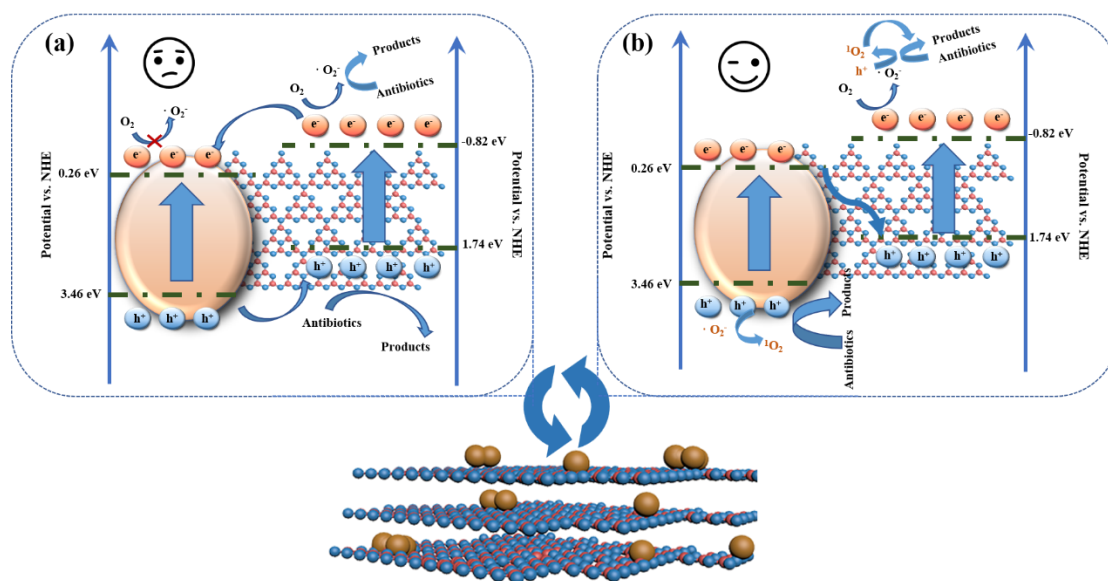 (a)
Products
· O₂⁻
O₂
Antibiotics
O₂
· O₂⁻
e⁻ e⁻ e⁻ e⁻
e⁻ e⁻ e⁻
-0.82 eV
0.26 eV
Potential vs. NHE
Potential vs. NHE
1.74 eV
h⁺ h⁺ h⁺ h⁺
3.46 eV
h⁺ h⁺ h⁺
Antibiotics
Products
(b)
¹O₂
Products
Antibiotics
h⁺
· O₂⁻
O₂
e⁻ e⁻ e⁻ e⁻
-0.82 eV
e⁻ e⁻ e⁻
0.26 eV
Potential vs. NHE
Potential vs. NHE
1.74 eV
h⁺ h⁺ h⁺ h⁺
3.46 eV
h⁺ h⁺ h⁺
Products
· O₂⁻
¹O₂
Antibiotics